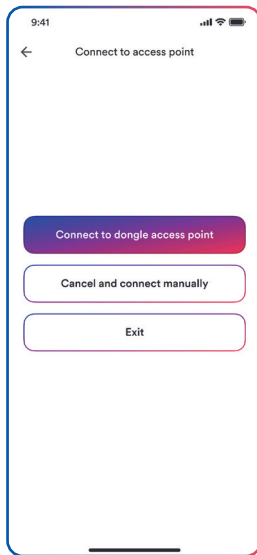 9:41
Connect to access point
Connect to dongle access point
Cancel and connect manually
Exit